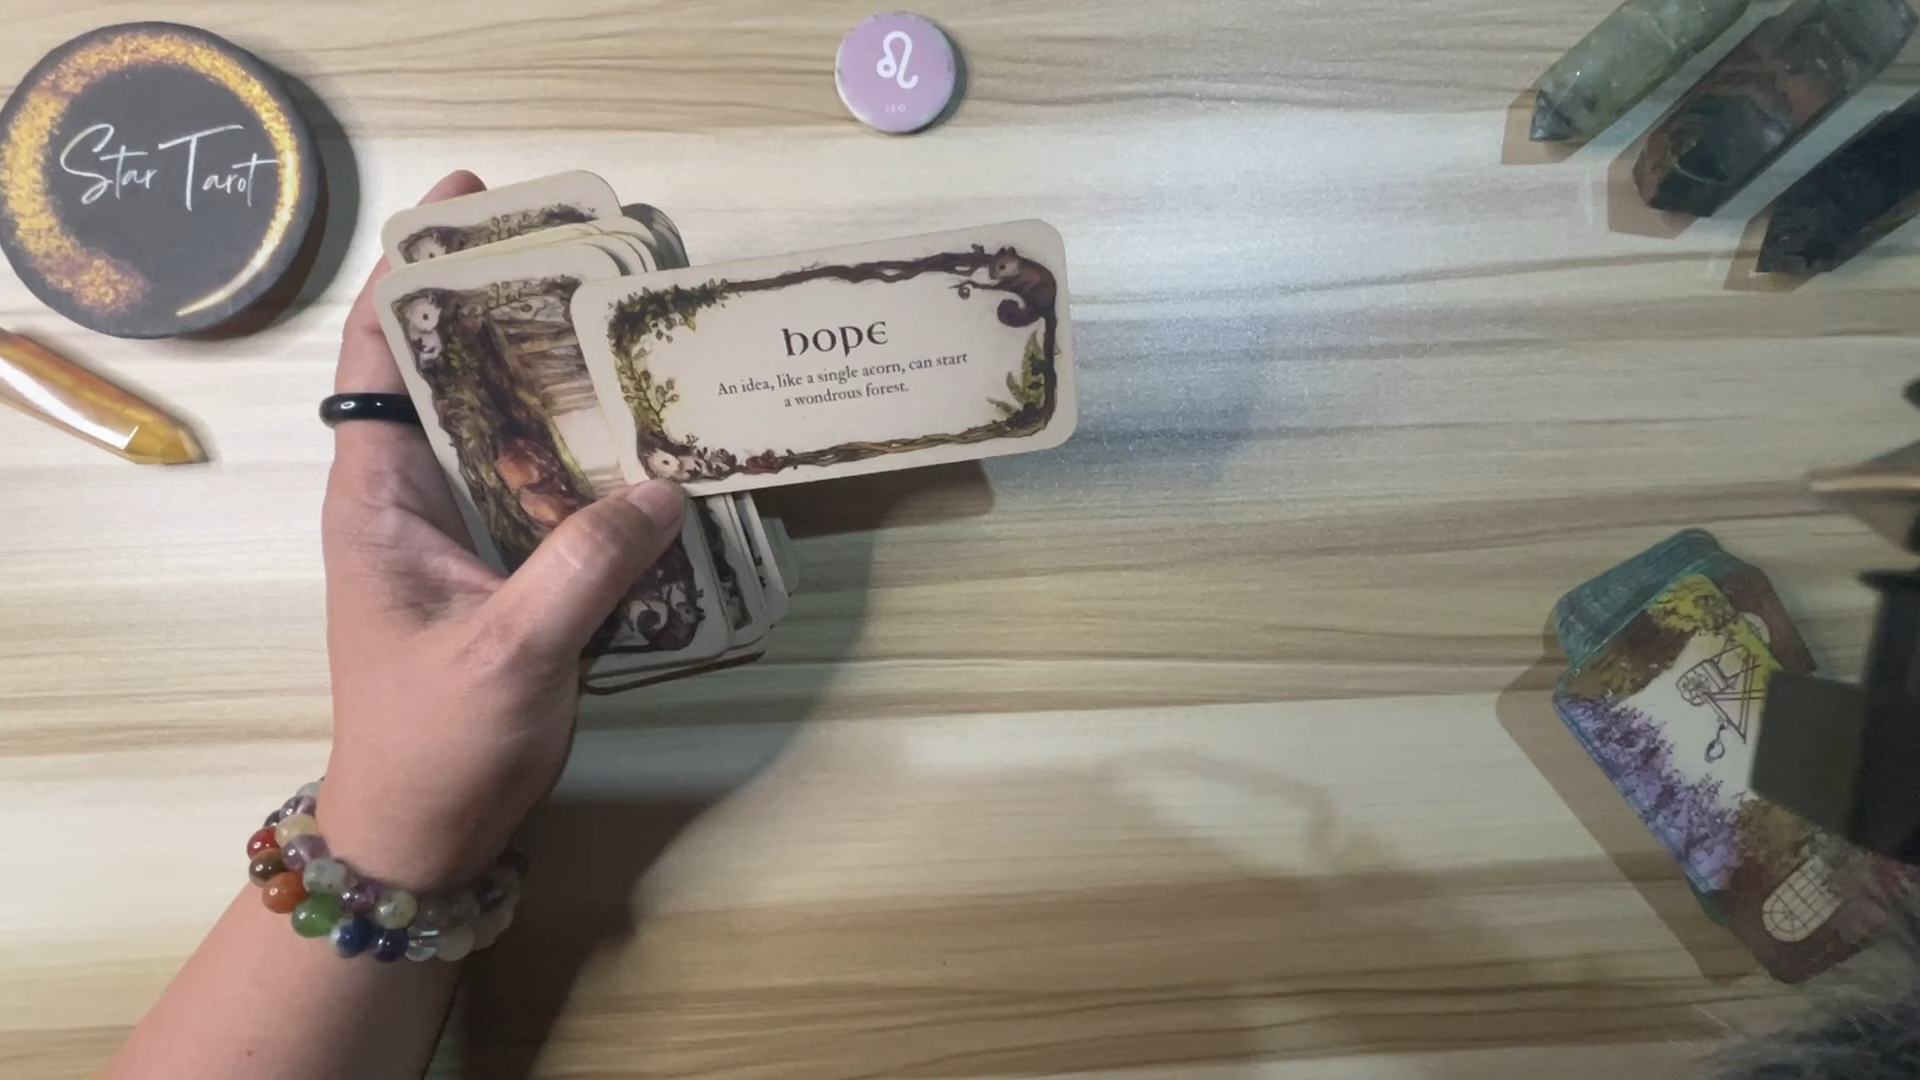 Star Tarot
LEO
hope
An idea, like a single acorn, can start
a wondrous forest.